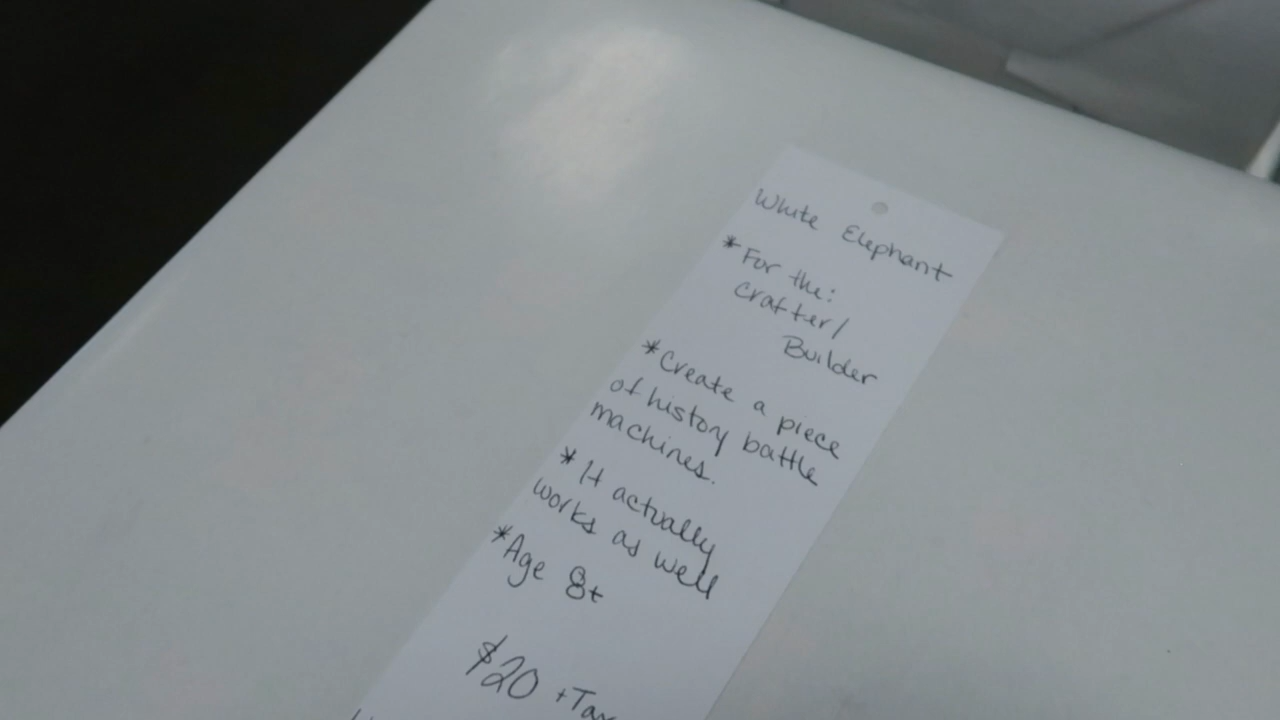 White Elephant
*For the:
Crafter/
Builder
*Create a piece
of history battle
machines.
*It actually
works as well
*Age 8+
$20 +Tax